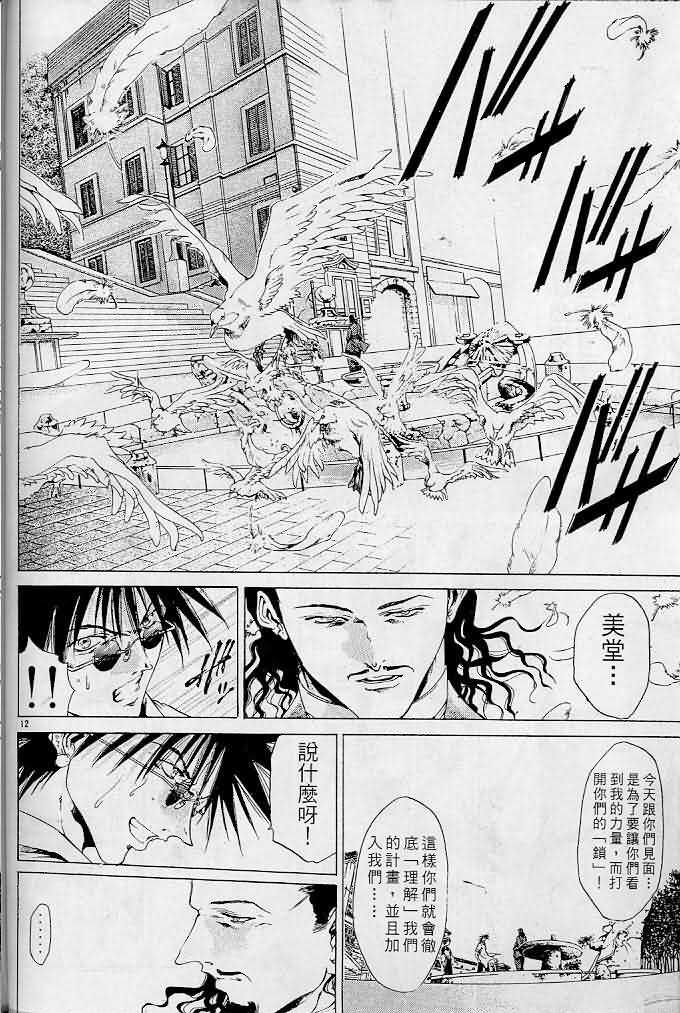 バサ
バサ
バサ
美堂…
!!
12
今天跟你們見面…
是為了要讓你們看
到我的力量,而打
開你們的「鎖」!
這樣你們就會徹
底「理解」我們
的計畫,並且加
入我們……
說什麼呀!
……